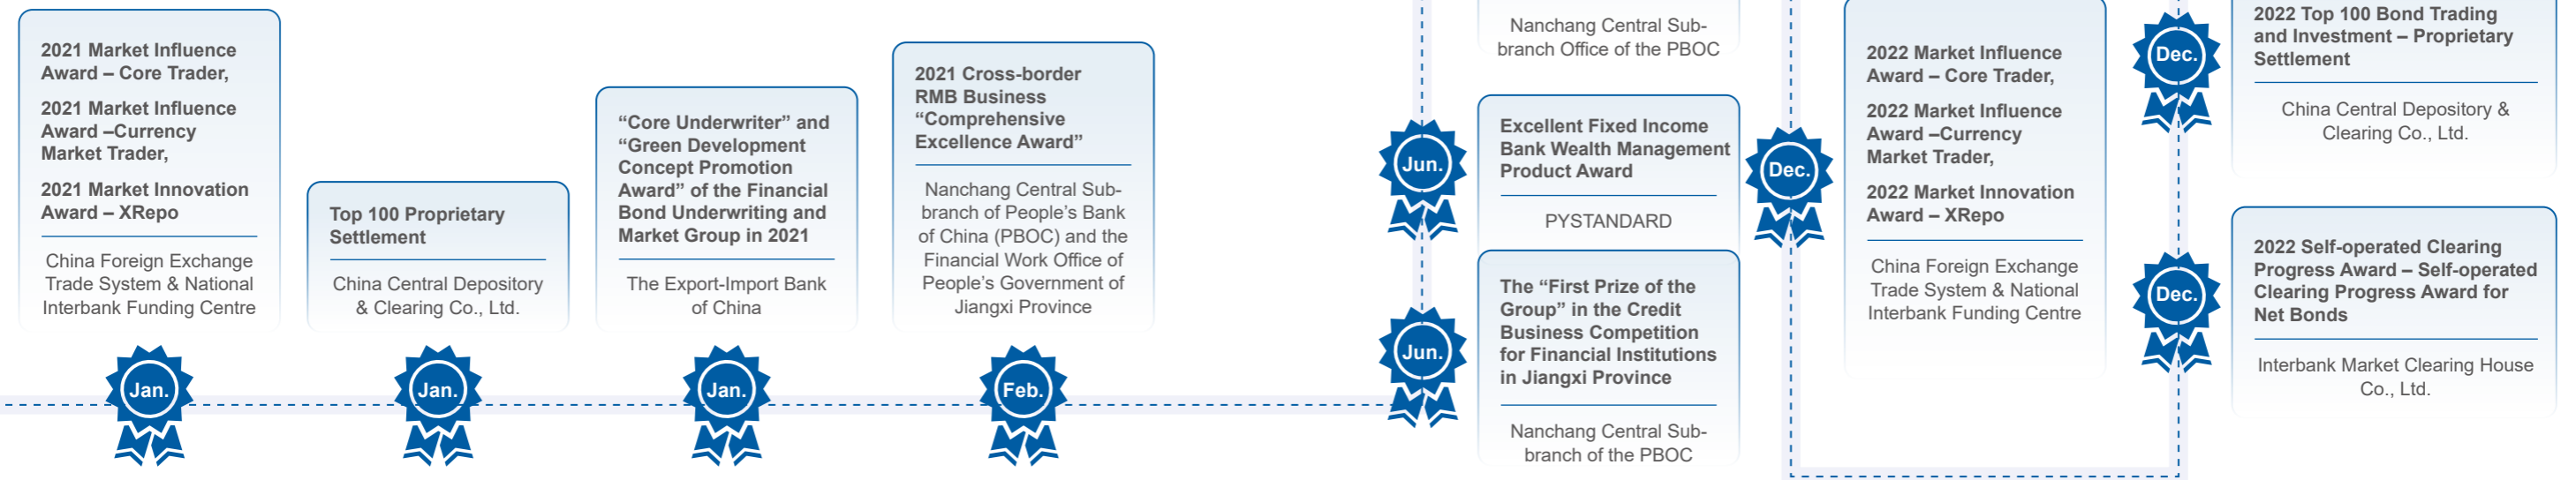 2021 Market Influence
Award – Core Trader,
2021 Market Influence
Award –Currency
Market Trader,
2021 Market Innovation
Award – XRepo
China Foreign Exchange
Trade System & National
Interbank Funding Centre
Jan.
Top 100 Proprietary
Settlement
China Central Depository
& Clearing Co., Ltd.
Jan.
“Core Underwriter” and
“Green Development
Concept Promotion
Award” of the Financial
Bond Underwriting and
Market Group in 2021
The Export-Import Bank
of China
Jan.
2021 Cross-border
RMB Business
“Comprehensive
Excellence Award”
Nanchang Central Sub-
branch of People’s Bank
of China (PBOC) and the
Financial Work Office of
People’s Government of
Jiangxi Province
Feb.
Nanchang Central Sub-
branch Office of the PBOC
Jun.
Excellent Fixed Income
Bank Wealth Management
Product Award
PYSTANDARD
Jun.
The “First Prize of the
Group” in the Credit
Business Competition
for Financial Institutions
in Jiangxi Province
Nanchang Central Sub-
branch of the PBOC
Dec.
2022 Market Influence
Award – Core Trader,
2022 Market Influence
Award –Currency
Market Trader,
2022 Market Innovation
Award – XRepo
China Foreign Exchange
Trade System & National
Interbank Funding Centre
Dec.
2022 Top 100 Bond Trading
and Investment – Proprietary
Settlement
China Central Depository &
Clearing Co., Ltd.
Dec.
2022 Self-operated Clearing
Progress Award – Self-operated
Clearing Progress Award for
Net Bonds
Interbank Market Clearing House
Co., Ltd.